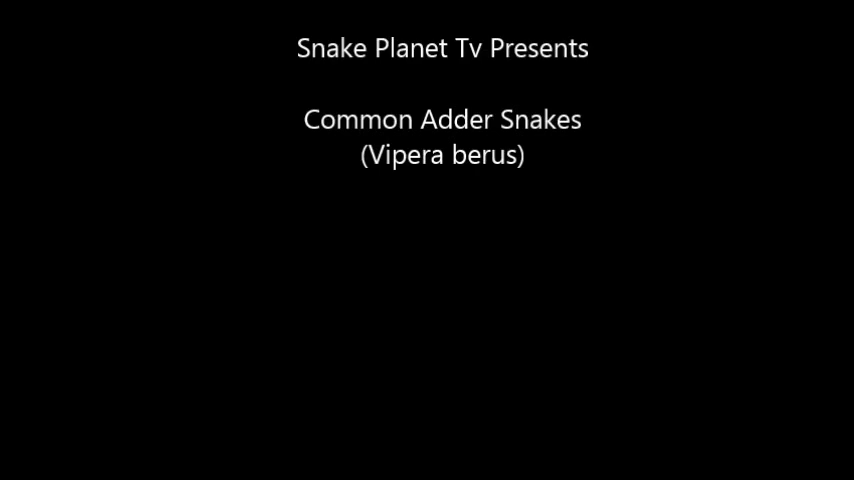 Snake Planet Tv Presents
Common Adder Snakes
(Vipera berus)